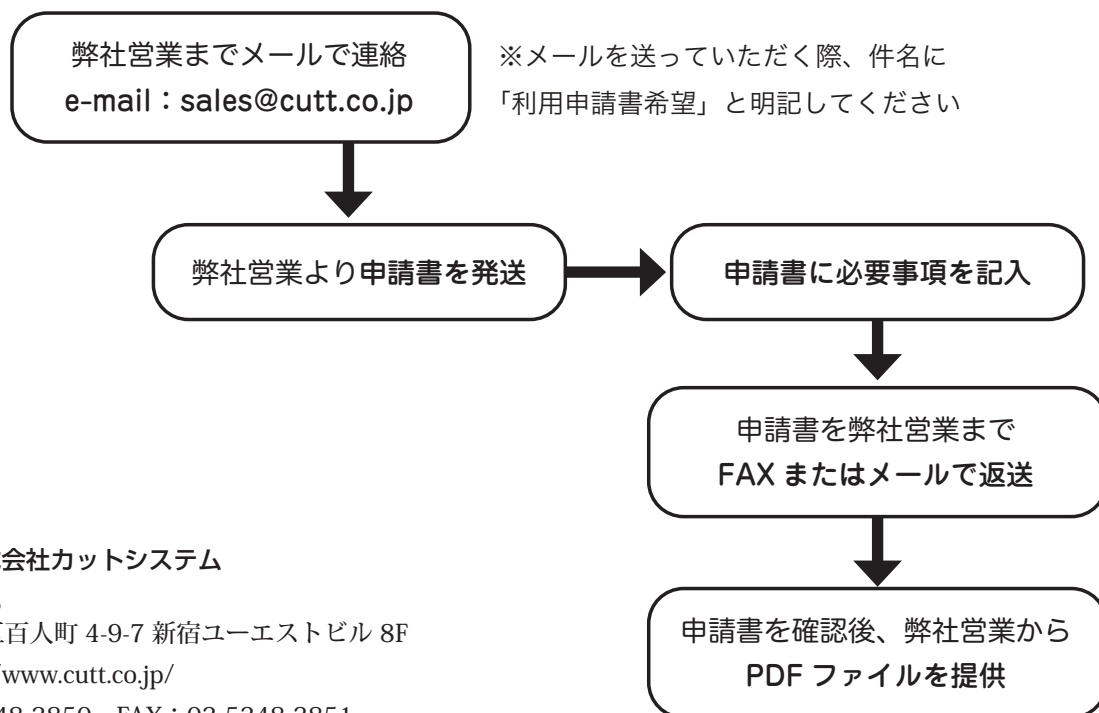 弊社営業までメールで連絡
e-mail：sales@cutt.co.jp
※メールを送っていただく際、件名に
「利用申請書希望」と明記してください
弊社営業より申請書を発送
申請書に必要事項を記入
申請書を弊社営業まで
FAX またはメールで返送
会社カットシステム
百人町 4-9-7 新宿ユーエストビル 8F
/www.cutt.co.jp/
48-3850 FAX：03-5348-3851
申請書を確認後、弊社営業から
PDF ファイルを提供